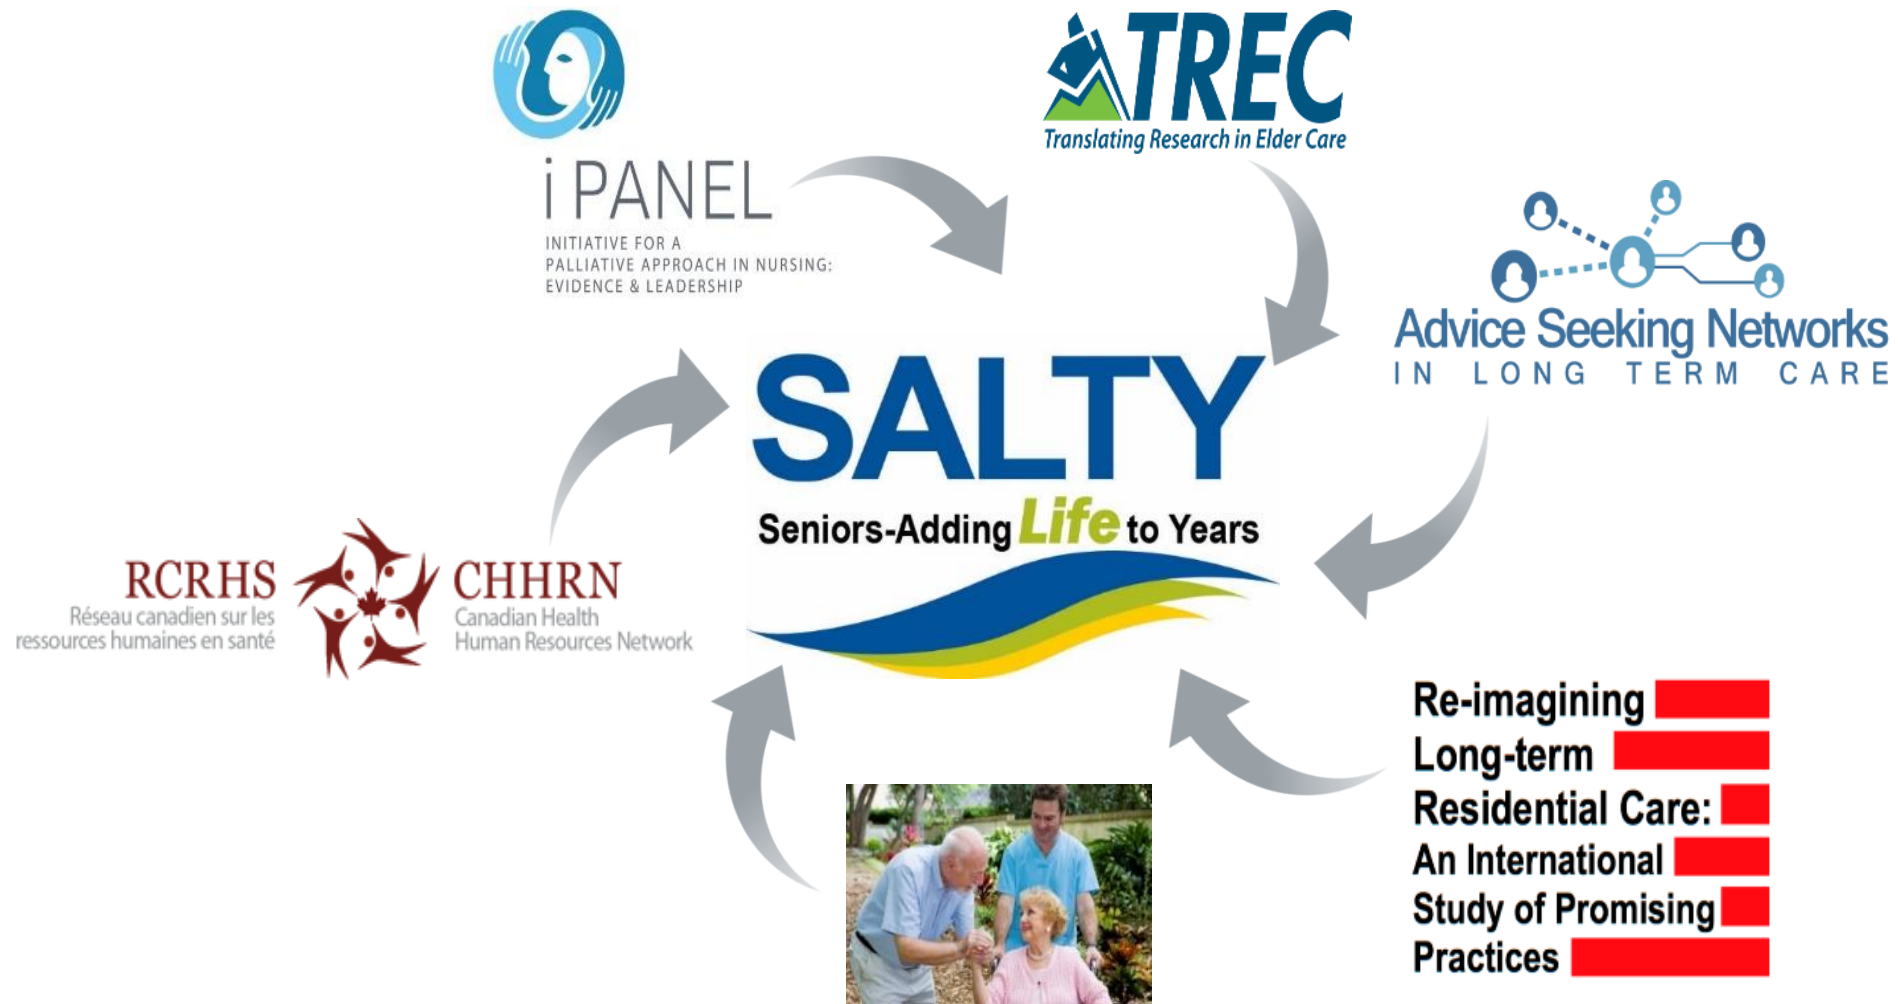 i PANEL
INITIATIVE FOR A
PALLIATIVE APPROACH IN NURSING:
EVIDENCE & LEADERSHIP
TREC
Translating Research in Elder Care
Advice Seeking Networks
IN LONG TERM CARE
SALTY
Seniors-Adding Life to Years
RCRHS
Réseau canadien sur les
ressources humaines en santé
CHHRN
Canadian Health
Human Resources Network
Re-imagining
Long-term
Residential Care:
An International
Study of Promising
Practices